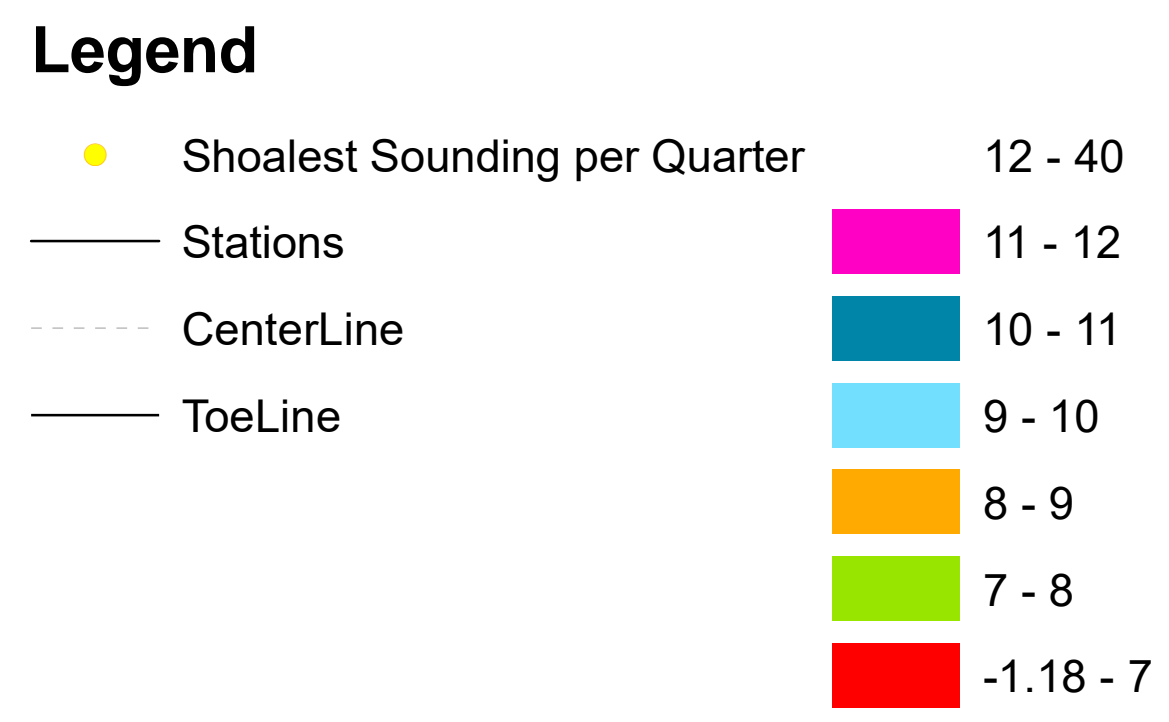 Legend
Shoalest Sounding per Quarter
Stations
CenterLine
ToeLine
12 - 40
11 - 12
10 - 11
9 - 10
8 - 9
7 - 8
-1.18 - 7